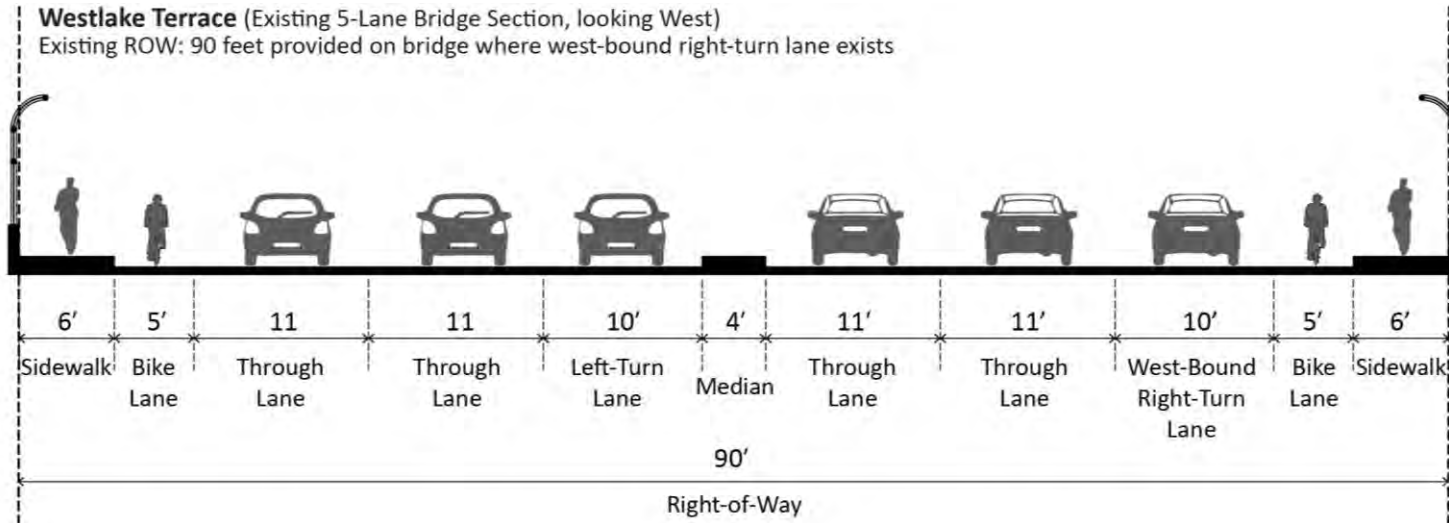 Westlake Terrace (Existing 5-Lane Bridge Section, looking West)
Existing ROW: 90 feet provided on bridge where west-bound right-turn lane exists
6’ 5’ 11 11 10’ 4’ 11’ 11’ 10’ 5’ 6’
Sidewalk Bike Through Through Left-Turn Median Through Through West-Bound Bike Sidewalk
Lane Lane Lane Lane Lane Lane Right-Turn Lane
Lane
90’
Right-of-Way